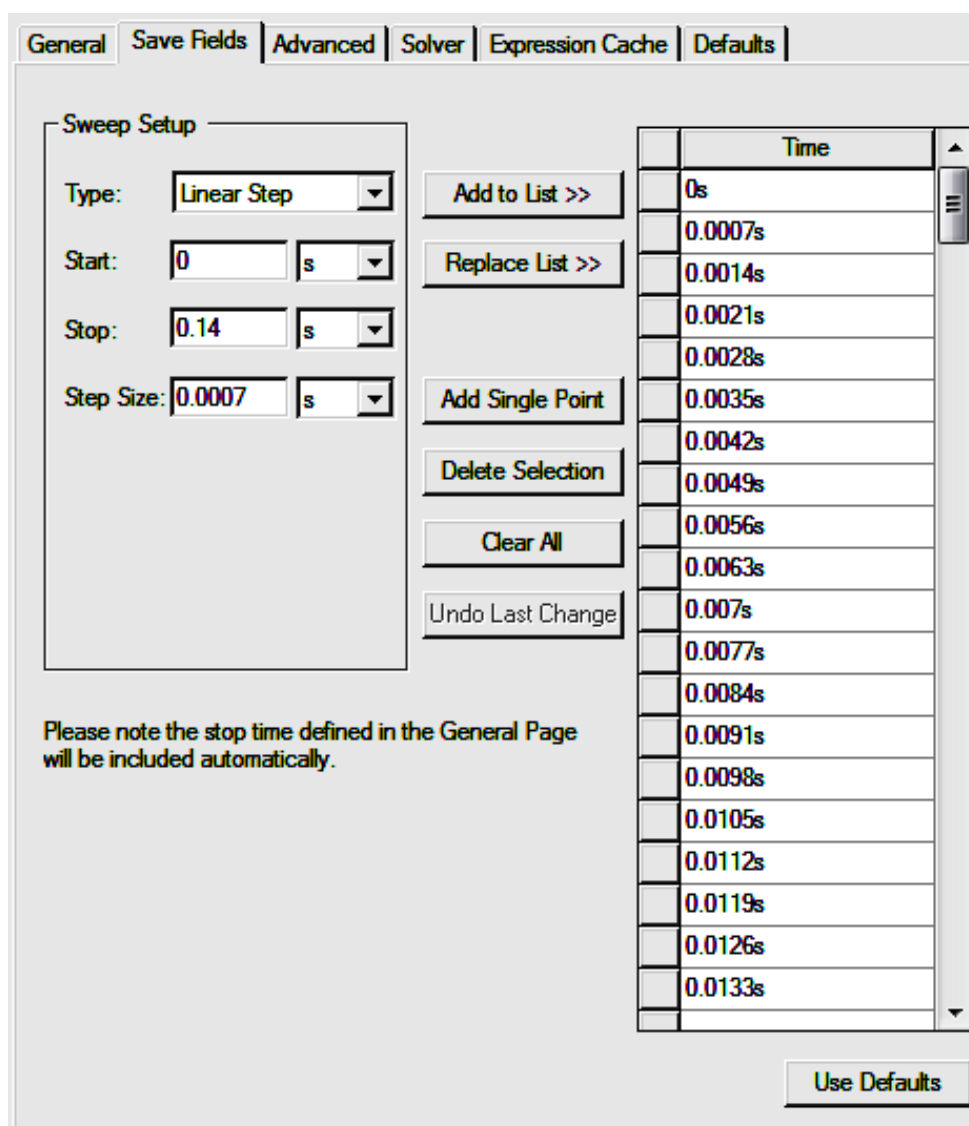 General Save Fields Advanced Solver Expression Cache Defaults
Sweep Setup
Type: Linear Step
Start: 0 s
Stop: 0.14 s
Step Size: 0.0007 s
Add to List >>
Replace List >>
Add Single Point
Delete Selection
Clear All
Undo Last Change
Please note the stop time defined in the General Page
will be included automatically.
Time
0s
0.0007s
0.0014s
0.0021s
0.0028s
0.0035s
0.0042s
0.0049s
0.0056s
0.0063s
0.007s
0.0077s
0.0084s
0.0091s
0.0098s
0.0105s
0.0112s
0.0119s
0.0126s
0.0133s
Use Defaults